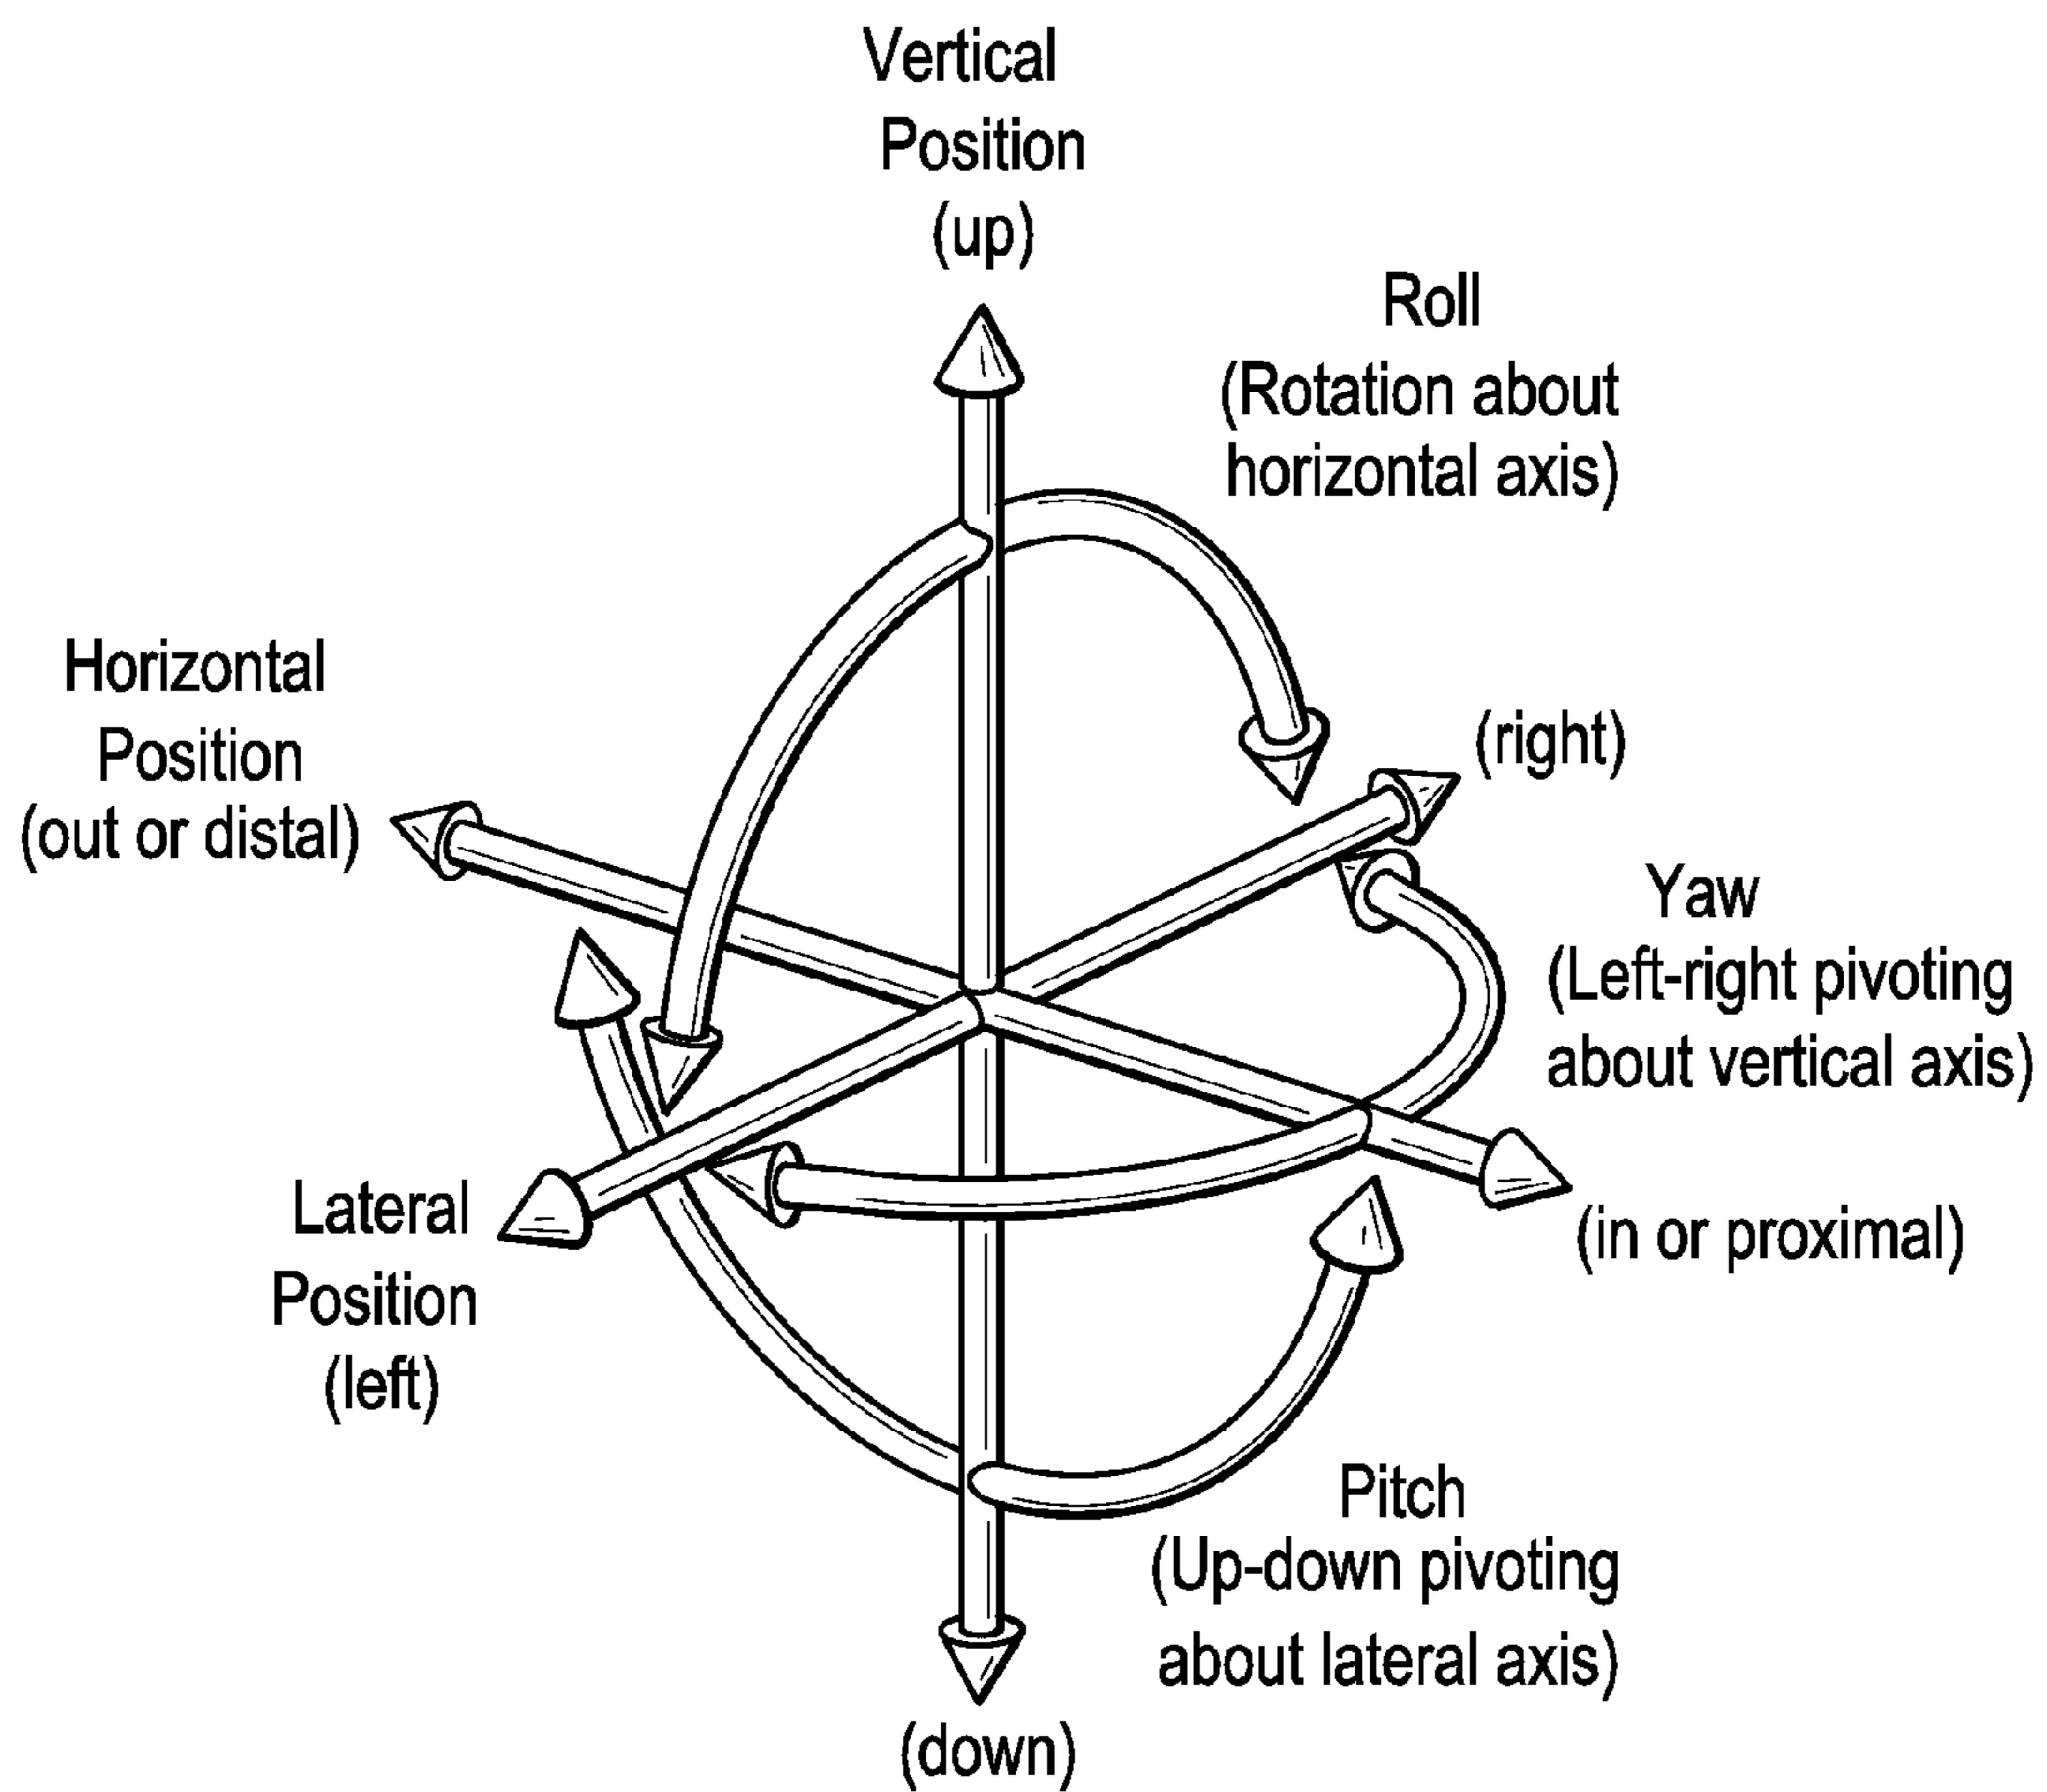 Vertical
Position
(up)
Roll
(Rotation about
horizontal axis)
Horizontal
Position
(out or distal)
(right)
Yaw
(Left-right pivoting
about vertical axis)
Lateral
Position
(left)
(in or proximal)
Pitch
(Up-down pivoting
about lateral axis)
(down)